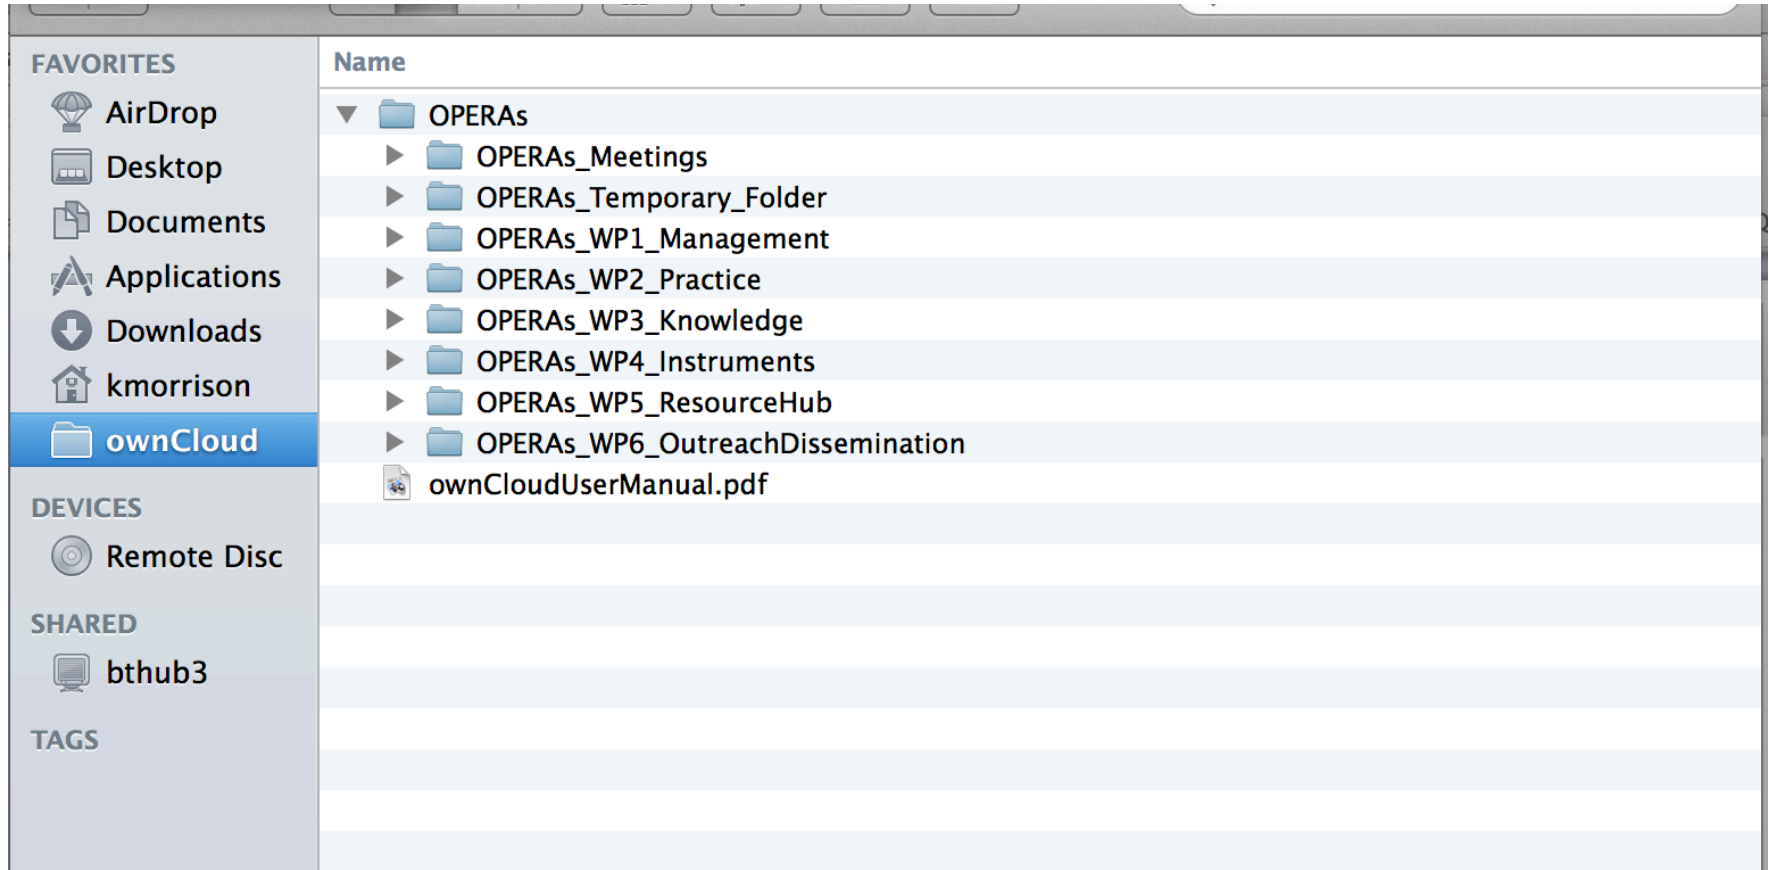 FAVORITES
AirDrop
Desktop
Documents
Applications
Downloads
kmorrison
ownCloud
DEVICES
Remote Disc
SHARED
bthub3
TAGS
Name
OPERAs
OPERAs_Meetings
OPERAs_Temporary_Folder
OPERAs_WP1_Management
OPERAs_WP2_Practice
OPERAs_WP3_Knowledge
OPERAs_WP4_Instruments
OPERAs_WP5_ResourceHub
OPERAs_WP6_OutreachDissemination
ownCloudUserManual.pdf